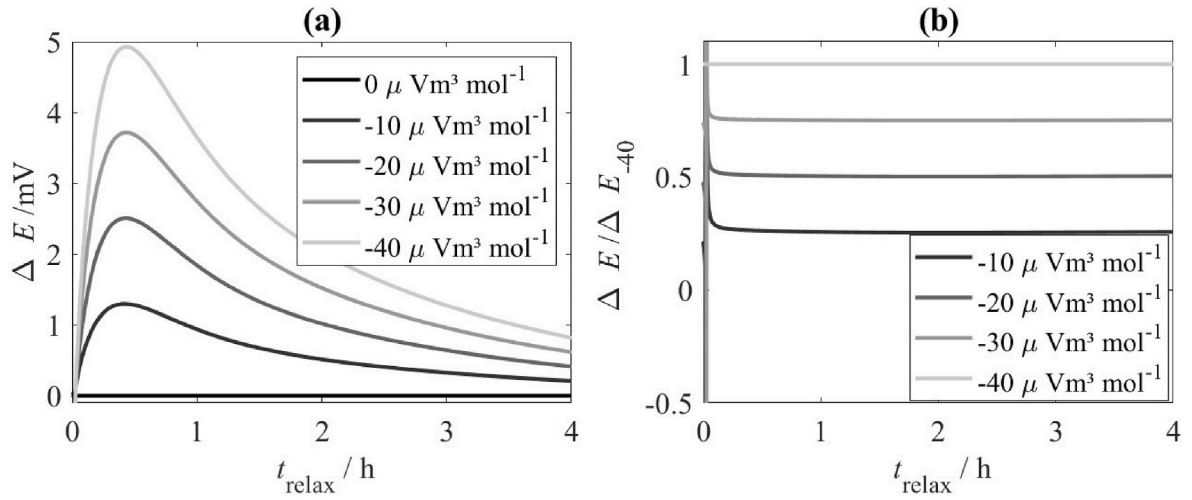 (a)
5
4
3
2
1
0
Δ E /mV
0 μ Vm³ mol⁻¹
-10 μ Vm³ mol⁻¹
-20 μ Vm³ mol⁻¹
-30 μ Vm³ mol⁻¹
-40 μ Vm³ mol⁻¹
0 1 2 3 4
t_relax / h
(b)
1
0.5
0
-0.5
Δ E/Δ E_-40
-10 μ Vm³ mol⁻¹
-20 μ Vm³ mol⁻¹
-30 μ Vm³ mol⁻¹
-40 μ Vm³ mol⁻¹
0 1 2 3 4
t_relax / h